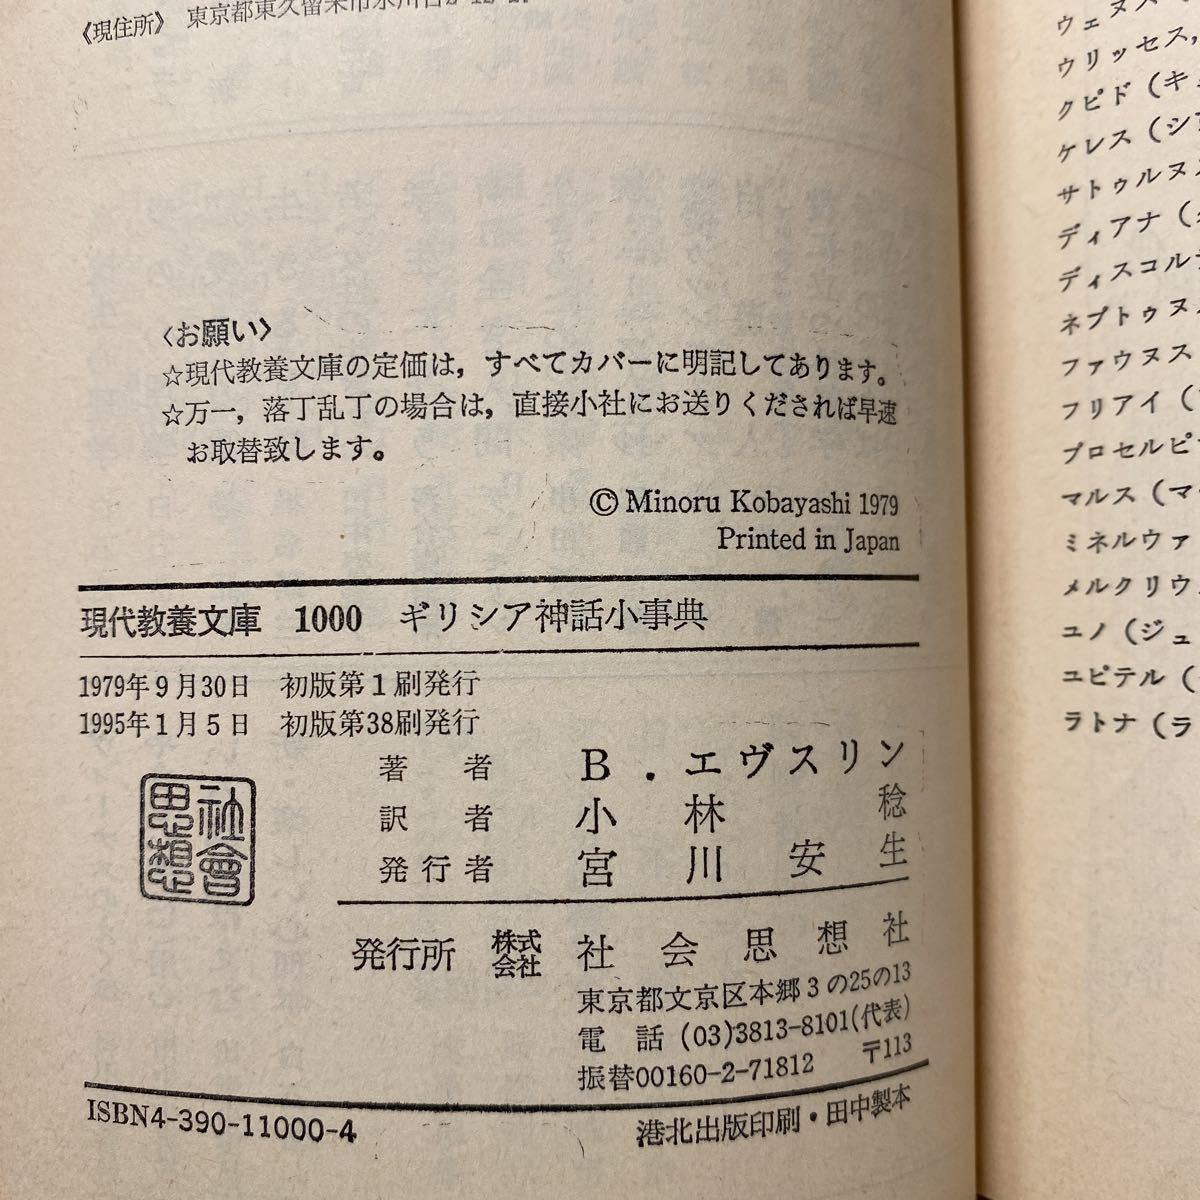 《現住所》 東京都東久留米市氷川台
〈お願い〉
☆現代教養文庫の定価は，すべてカバーに明記してあります。
☆万一，落丁乱丁の場合は，直接小社にお送りくだされば早速
お取替致します。
© Minoru Kobayashi 1979
Printed in Japan
現代教養文庫 1000 ギリシア神話小事典
1979年9月30日 初版第1刷発行
1995年1月5日 初版第38刷発行
著者 B．エヴスリン
訳者 小林稔
発行者 宮川安生
社會思想
発行所 株式会社 社会思想社
東京都文京区本郷3の25の13
電話 (03)3813-8101(代表)
振替00160-2-71812 〒113
ISBN4-390-11000-4
港北出版印刷・田中製本
ウェヌス
ウリッセス，
クピド（キュ
ケレス（シア
サトゥルヌス
ディアナ（
ディスコルデ
ネプトゥヌス
ファウヌス
フリアイ（
プロセルピ
マルス（マ
ミネルウァ
メルクリウ
ユノ（ジュ
ユピテル（
ラトナ（ラ